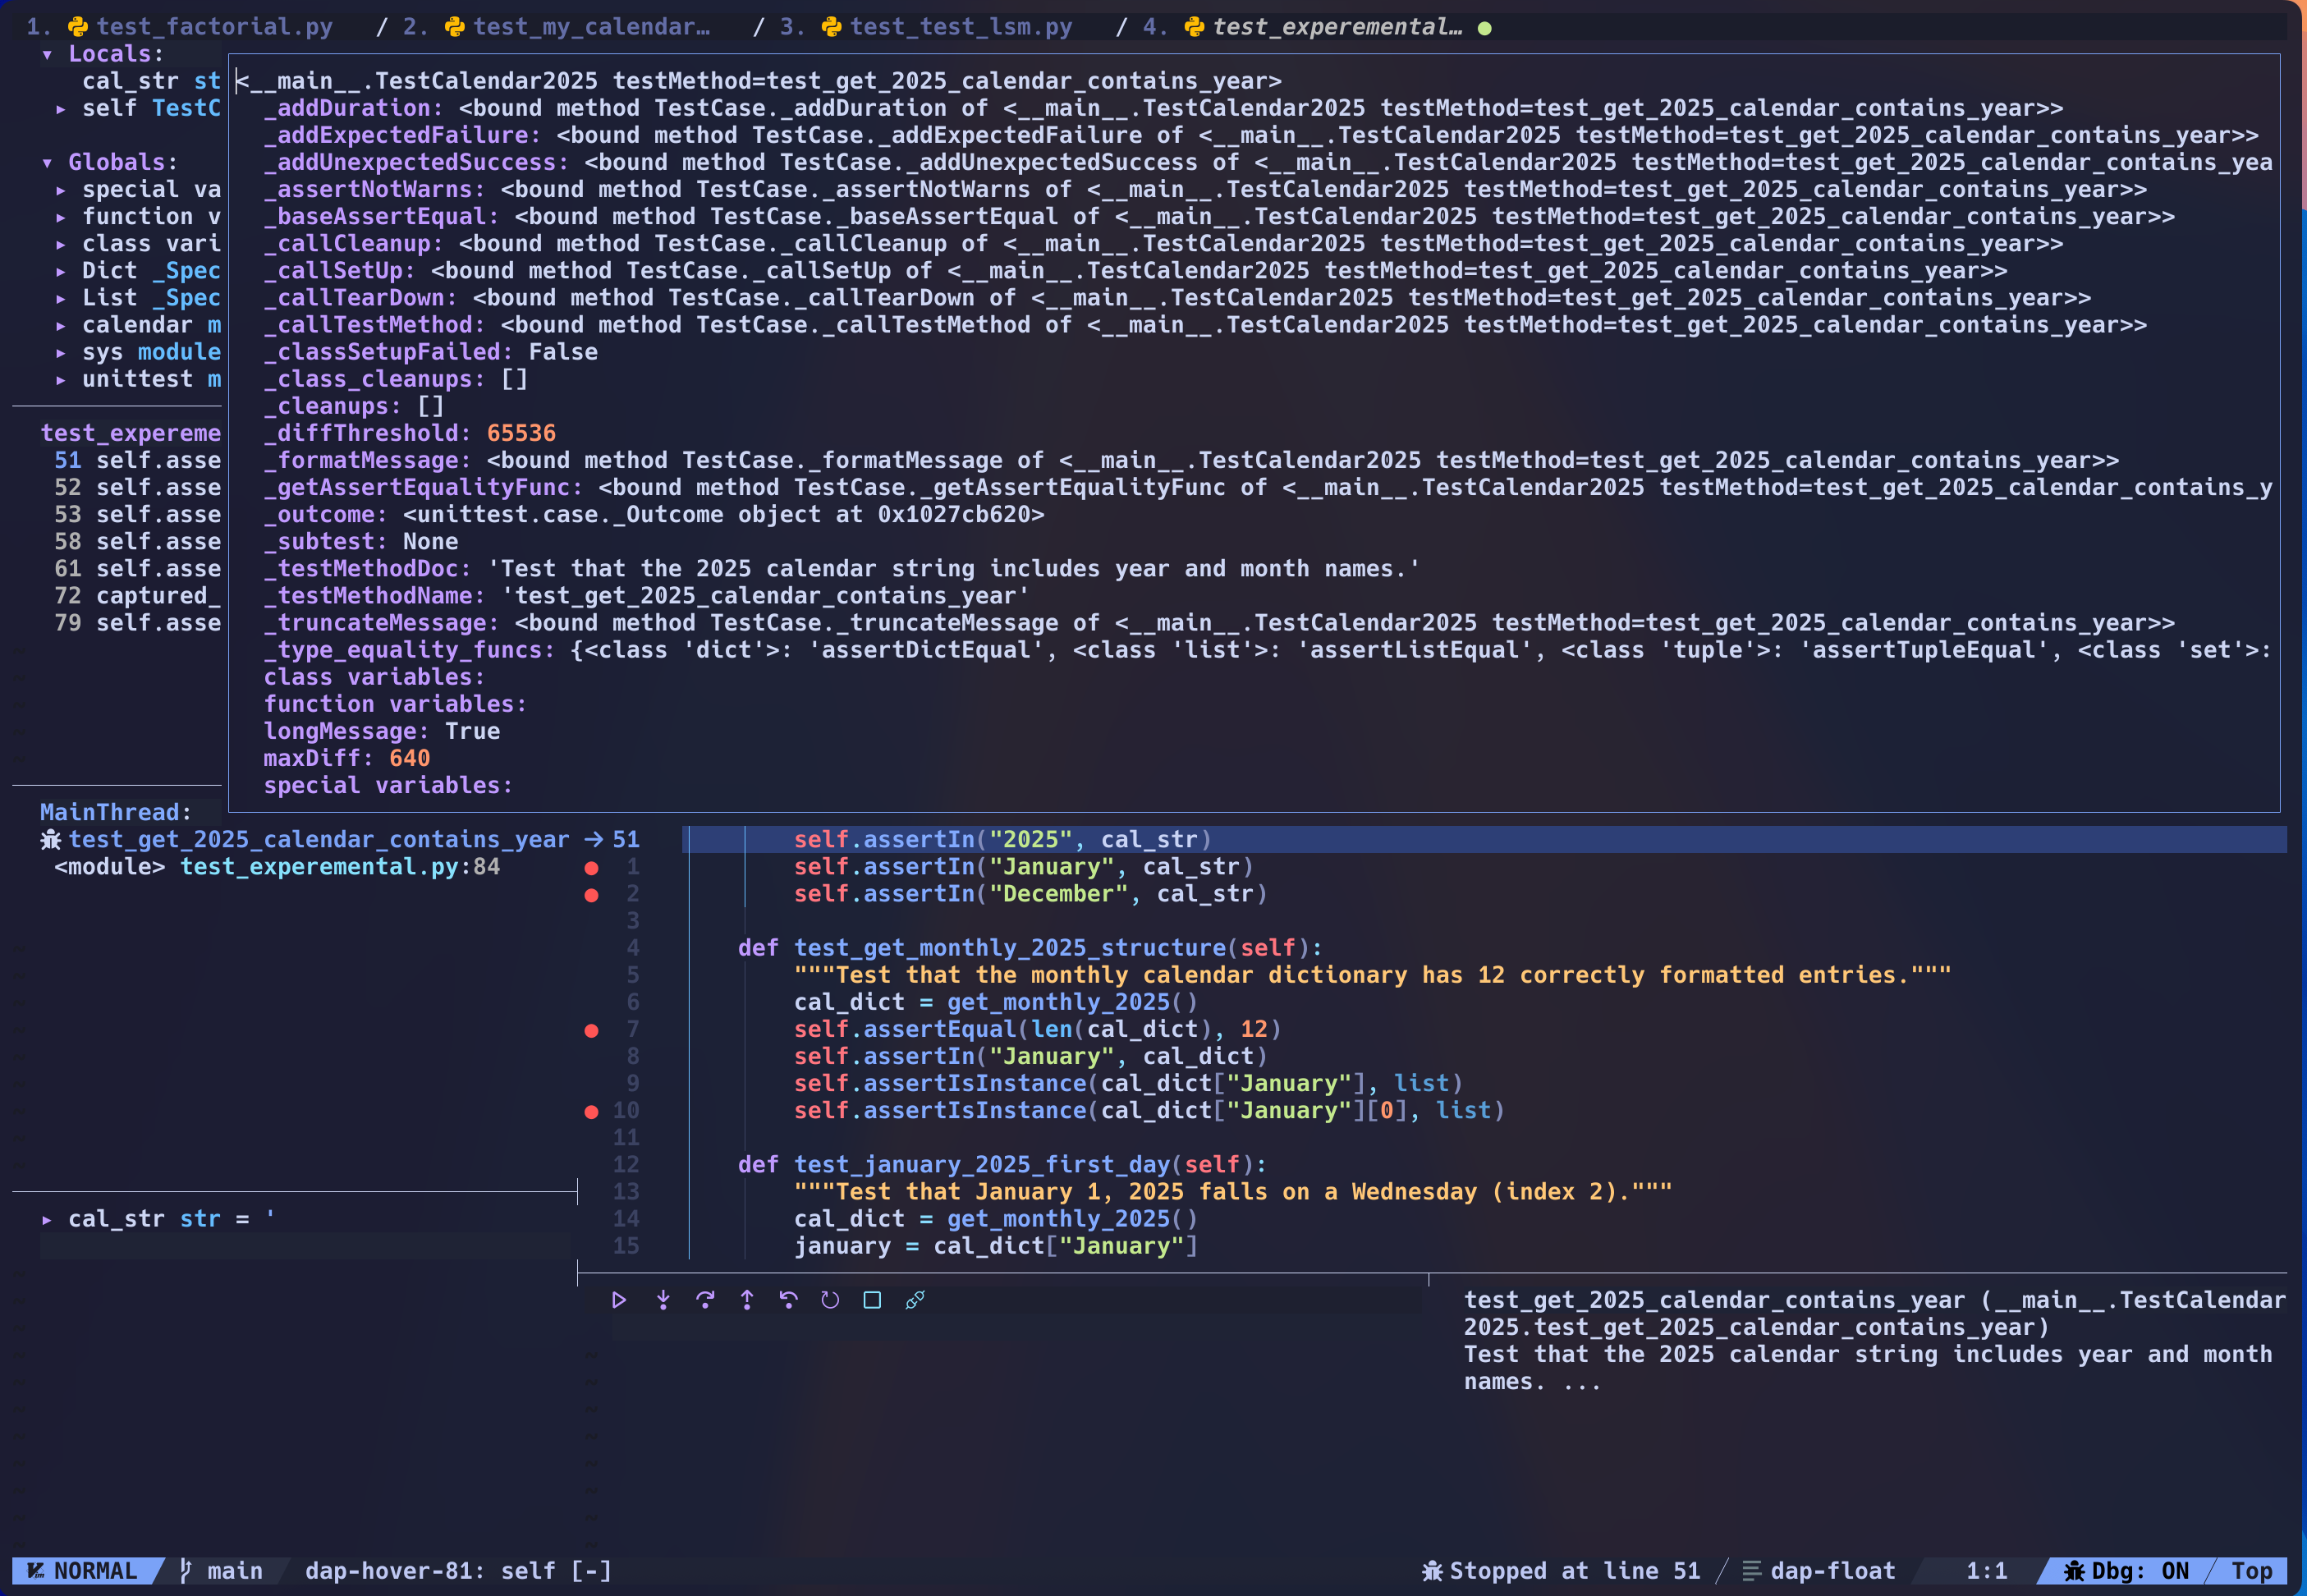 1. test_factorial.py / 2. test_my_calendar… / 3. test_test_lsm.py / 4. test_experemental… ●
▾ Locals:
cal_str st
▸ self TestC
▾ Globals:
▸ special va
▸ function v
▸ class vari
▸ Dict _Spec
▸ List _Spec
▸ calendar m
▸ sys module
▸ unittest m
test_expereme
51 self.asse
52 self.asse
53 self.asse
58 self.asse
61 self.asse
72 captured_
79 self.asse
<__main__.TestCalendar2025 testMethod=test_get_2025_calendar_contains_year>
_addDuration: <bound method TestCase._addDuration of <__main__.TestCalendar2025 testMethod=test_get_2025_calendar_contains_year>>
_addExpectedFailure: <bound method TestCase._addExpectedFailure of <__main__.TestCalendar2025 testMethod=test_get_2025_calendar_contains_year>>
_addUnexpectedSuccess: <bound method TestCase._addUnexpectedSuccess of <__main__.TestCalendar2025 testMethod=test_get_2025_calendar_contains_yea
_assertNotWarns: <bound method TestCase._assertNotWarns of <__main__.TestCalendar2025 testMethod=test_get_2025_calendar_contains_year>>
_baseAssertEqual: <bound method TestCase._baseAssertEqual of <__main__.TestCalendar2025 testMethod=test_get_2025_calendar_contains_year>>
_callCleanup: <bound method TestCase._callCleanup of <__main__.TestCalendar2025 testMethod=test_get_2025_calendar_contains_year>>
_callSetUp: <bound method TestCase._callSetUp of <__main__.TestCalendar2025 testMethod=test_get_2025_calendar_contains_year>>
_callTearDown: <bound method TestCase._callTearDown of <__main__.TestCalendar2025 testMethod=test_get_2025_calendar_contains_year>>
_callTestMethod: <bound method TestCase._callTestMethod of <__main__.TestCalendar2025 testMethod=test_get_2025_calendar_contains_year>>
_classSetupFailed: False
_class_cleanups: []
_cleanups: []
_diffThreshold: 65536
_formatMessage: <bound method TestCase._formatMessage of <__main__.TestCalendar2025 testMethod=test_get_2025_calendar_contains_year>>
_getAssertEqualityFunc: <bound method TestCase._getAssertEqualityFunc of <__main__.TestCalendar2025 testMethod=test_get_2025_calendar_contains_y
_outcome: <unittest.case._Outcome object at 0x1027cb620>
_subtest: None
_testMethodDoc: 'Test that the 2025 calendar string includes year and month names.'
_testMethodName: 'test_get_2025_calendar_contains_year'
_truncateMessage: <bound method TestCase._truncateMessage of <__main__.TestCalendar2025 testMethod=test_get_2025_calendar_contains_year>>
_type_equality_funcs: {<class 'dict'>: 'assertDictEqual', <class 'list'>: 'assertListEqual', <class 'tuple'>: 'assertTupleEqual', <class 'set'>:
class variables:
function variables:
longMessage: True
maxDiff: 640
special variables:
MainThread:
test_get_2025_calendar_contains_year
<module> test_experemental.py:84
→ 51 self.assertIn("2025", cal_str)
● 1 self.assertIn("January", cal_str)
● 2 self.assertIn("December", cal_str)
3
4 def test_get_monthly_2025_structure(self):
5 """Test that the monthly calendar dictionary has 12 correctly formatted entries."""
6 cal_dict = get_monthly_2025()
● 7 self.assertEqual(len(cal_dict), 12)
8 self.assertIn("January", cal_dict)
9 self.assertIsInstance(cal_dict["January"], list)
● 10 self.assertIsInstance(cal_dict["January"][0], list)
11
12 def test_january_2025_first_day(self):
13 """Test that January 1, 2025 falls on a Wednesday (index 2)."""
14 cal_dict = get_monthly_2025()
15 january = cal_dict["January"]
▸ cal_str str = '
test_get_2025_calendar_contains_year (__main__.TestCalendar
2025.test_get_2025_calendar_contains_year)
Test that the 2025 calendar string includes year and month
names. ...
NORMAL main dap-hover-81: self [-] Stopped at line 51 dap-float 1:1 Dbg: ON Top